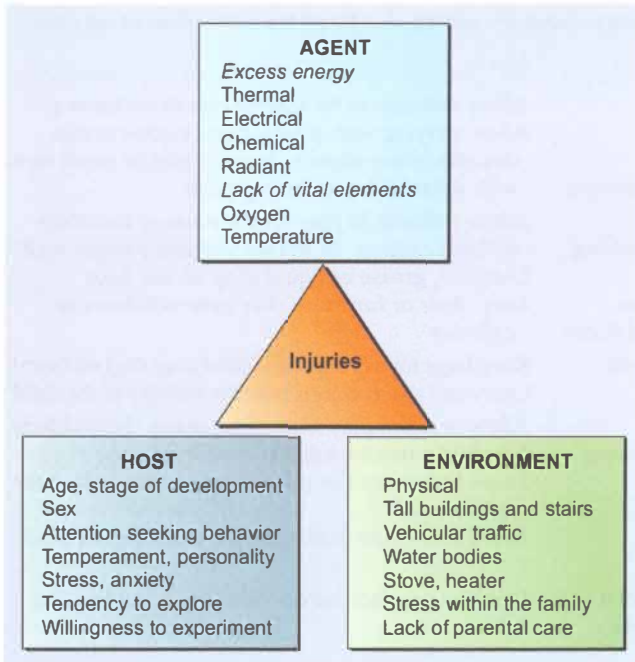 AGENT
Excess energy
Thermal
Electrical
Chemical
Radiant
Lack of vital elements
Oxygen
Temperature
Injuries
HOST
Age, stage of development
Sex
Attention seeking behavior
Temperament, personality
Stress, anxiety
Tendency to explore
Willingness to experiment
ENVIRONMENT
Physical
Tall buildings and stairs
Vehicular traffic
Water bodies
Stove, heater
Stress within the family
Lack of parental care